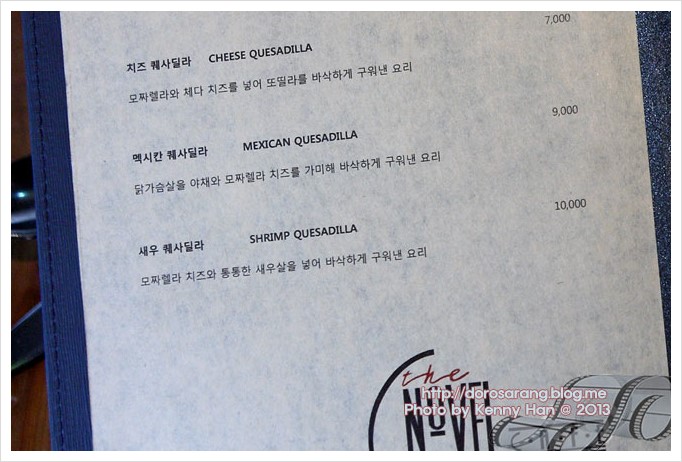 7,000
치즈 퀘사딜라 CHEESE QUESADILLA
모짜렐라와 체다 치즈를 넣어 또띨라를 바삭하게 구워낸 요리
9,000
멕시칸 퀘사딜라 MEXICAN QUESADILLA
닭가슴살을 야채와 모짜렐라 치즈를 가미해 바삭하게 구워낸 요리
10,000
새우 퀘사딜라 SHRIMP QUESADILLA
모짜렐라 치즈와 통통한 새우살을 넣어 바삭하게 구워낸 요리
the
NOVEL
http://dorosarang.blog.me
Photo by Kenny Han @ 2013